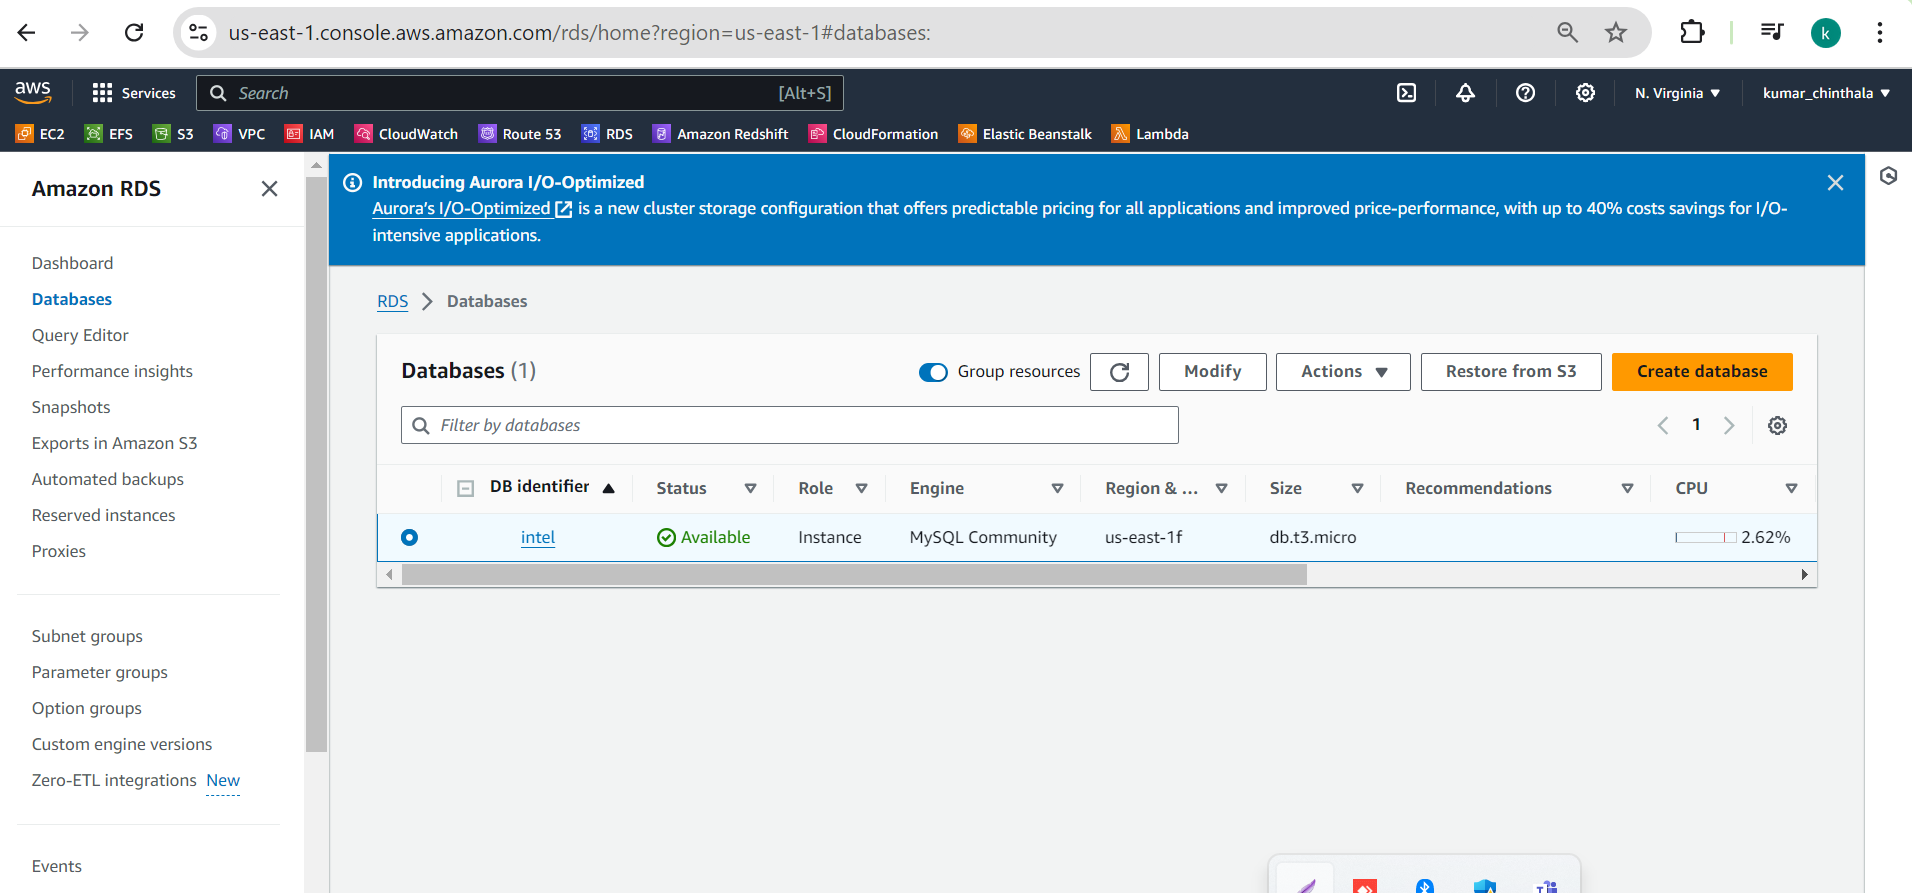 us-east-1.console.aws.amazon.com/rds/home?region=us-east-1#databases:
k
aws
Services
Search
[Alt+S]
N. Virginia
kumar_chinthala
EC2
EFS
S3
VPC
IAM
CloudWatch
Route 53
RDS
Amazon Redshift
CloudFormation
Elastic Beanstalk
Lambda
Amazon RDS
Dashboard
Databases
Query Editor
Performance insights
Snapshots
Exports in Amazon S3
Automated backups
Reserved instances
Proxies
Subnet groups
Parameter groups
Option groups
Custom engine versions
Zero-ETL integrations New
Events
Introducing Aurora I/O-Optimized
Aurora's I/O-Optimized is a new cluster storage configuration that offers predictable pricing for all applications and improved price-performance, with up to 40% costs savings for I/O-
intensive applications.
RDS Databases
Databases (1)
Group resources
Modify
Actions
Restore from S3
Create database
Filter by databases
1
DB identifier Status Role Engine Region & ... Size Recommendations CPU
intel Available Instance MySQL Community us-east-1f db.t3.micro 2.62%